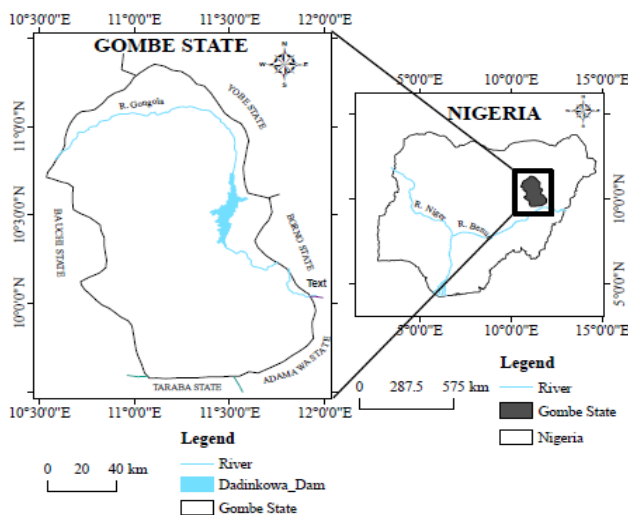 10°30'0"E 11°0'0"E 11°30'0"E 12°0'0"E
GOMBE STATE
N
W E
S
R. Gongola
YOBE STATE
11°0'0"N
10°30'0"N
10°0'0"N
BAUCHI STATE
BORNO STATE
Text
ADAMAWA STATE
TARABA STATE
10°30'0"E 11°0'0"E 11°30'0"E 12°0'0"E
Legend
River
Dadinkowa_Dam
Gombe State
0 20 40 km
5°0'0"E 10°0'0"E 15°0'0"E
NIGERIA
R. Niger
R. Benu
10°0'0"N
5°0'0"N
5°0'0"E 10°0'0"E 15°0'0"E
0 287.5 575 km
Legend
River
Gombe State
Nigeria